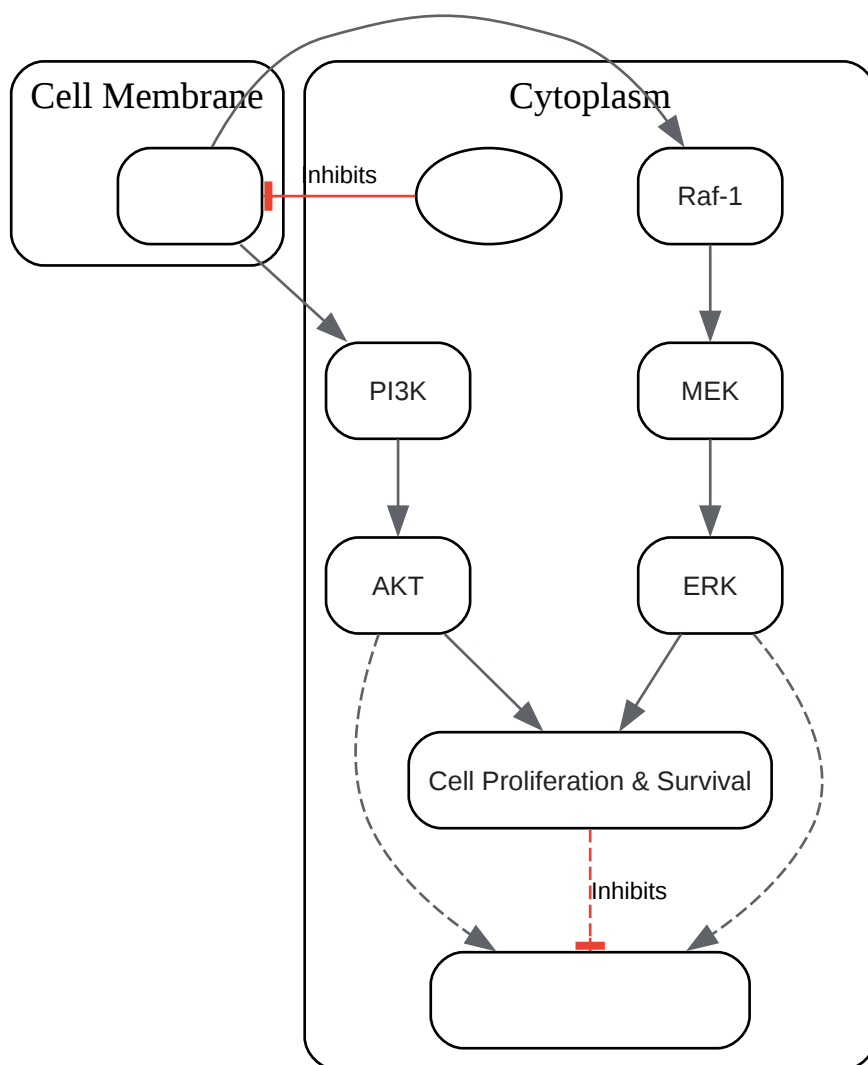 Cell Membrane
Cytoplasm
Inhibits
Raf-1
PI3K
MEK
AKT
ERK
Cell Proliferation & Survival
Inhibits